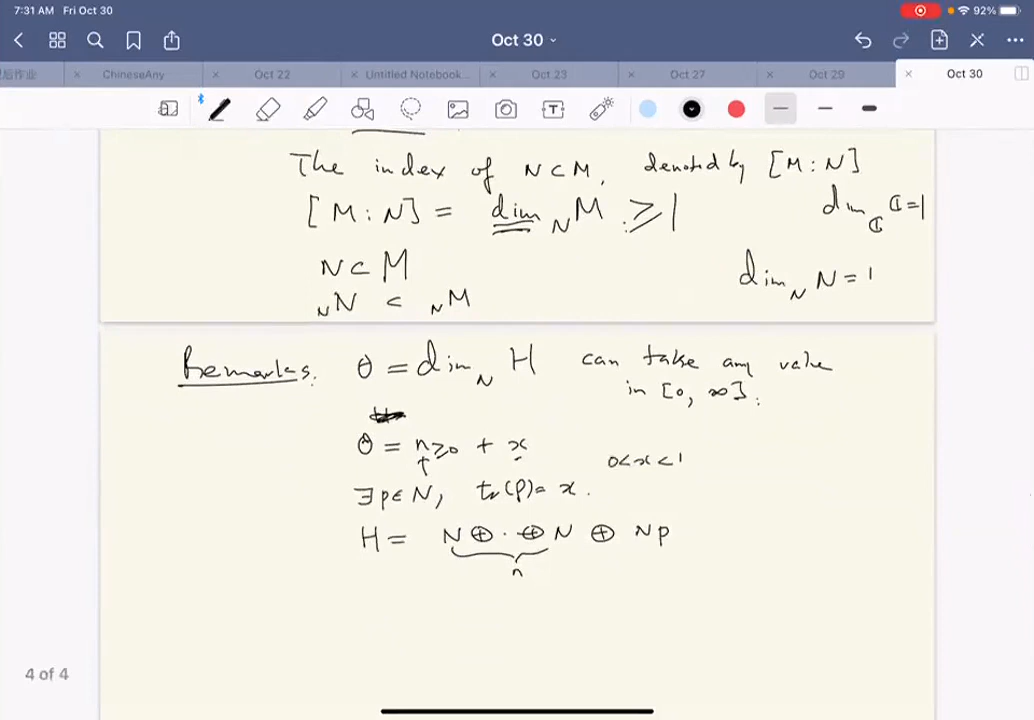 7:31 AM Fri Oct 30
92%
Oct 30
ChineseAny
Oct 22
Untitled Notebook...
Oct 23
Oct 27
Oct 29
Oct 30
The index of N⊂M, denoted by [M:N]
[M:N] = dim_N M ≥ 1
dim_ℂ ℂ=1
N⊂M
dim_N N = 1
_N N ⊂ _N M
Remarks: θ = dim_N H can take any value
in [0, ∞].
θ = n≥0 + x
0<x<1
∃p∈N, tr(p)= x.
H = N⊕··⊕N ⊕ Np
n
4 of 4